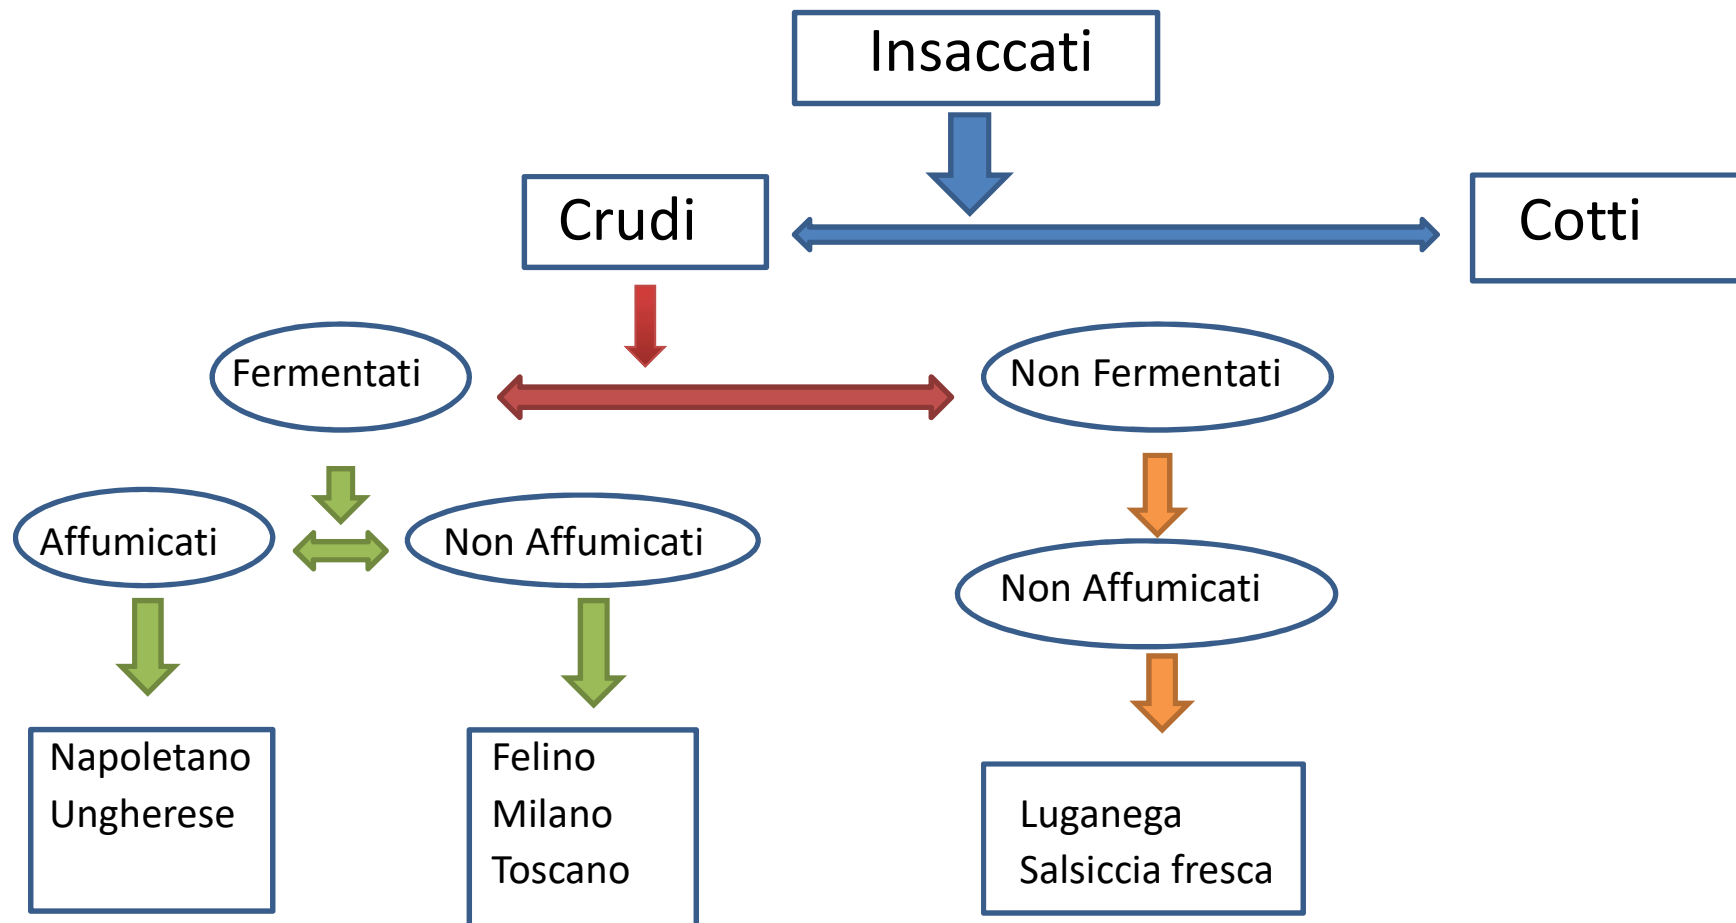 Insaccati
Crudi
Cotti
Fermentati
Non Fermentati
Affumicati
Non Affumicati
Non Affumicati
Napoletano
Ungherese
Felino
Milano
Toscano
Luganega
Salsiccia fresca